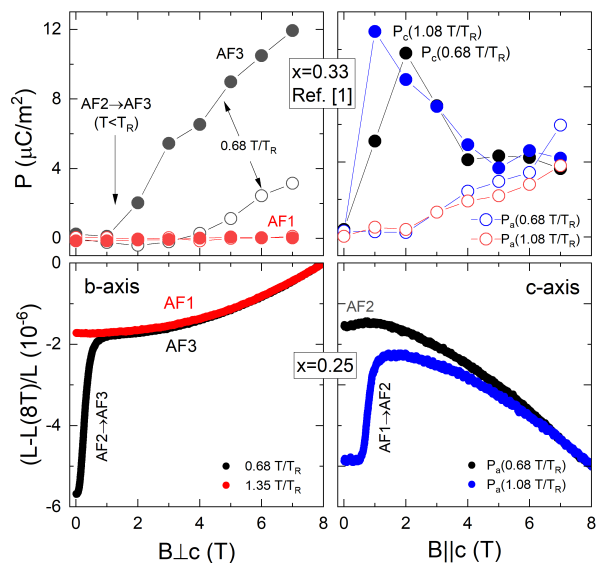 12
8
4
0
P (μC/m²)
AF3
AF2→AF3
(T<T_R)
0.68 T/T_R
AF1
x=0.33
Ref. [1]
P_c(1.08 T/T_R)
P_c(0.68 T/T_R)
P_a(0.68 T/T_R)
P_a(1.08 T/T_R)
0
-2
-4
-6
(L-L(8T)/L (10⁻⁶)
b-axis
AF1
AF3
AF2→AF3
0.68 T/T_R
1.35 T/T_R
x=0.25
c-axis
AF2
AF1→AF2
P_a(0.68 T/T_R)
P_a(1.08 T/T_R)
0 2 4 6 8
B⊥c (T)
0 2 4 6 8
B||c (T)